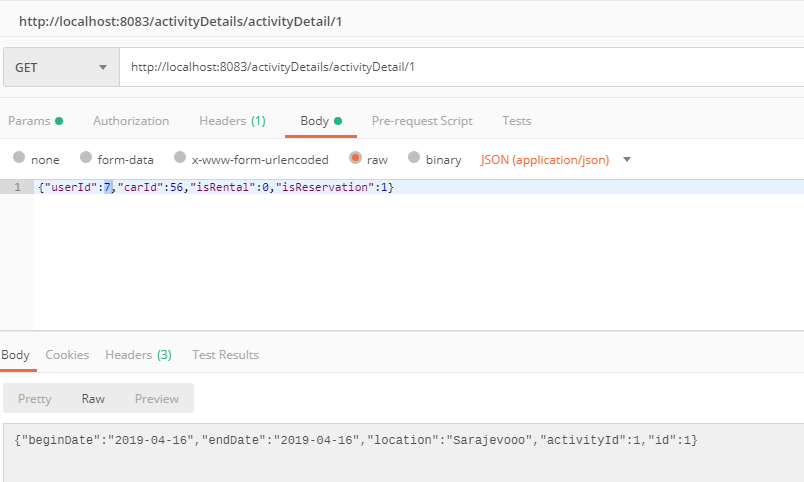 http://localhost:8083/activityDetails/activityDetail/1
GET http://localhost:8083/activityDetails/activityDetail/1
Params Authorization Headers (1) Body Pre-request Script Tests
none form-data x-www-form-urlencoded raw binary JSON (application/json)
1 {"userId":7,"carId":56,"isRental":0,"isReservation":1}
Body Cookies Headers (3) Test Results
Pretty Raw Preview
{"beginDate":"2019-04-16","endDate":"2019-04-16","location":"Sarajevooo","activityId":1,"id":1}